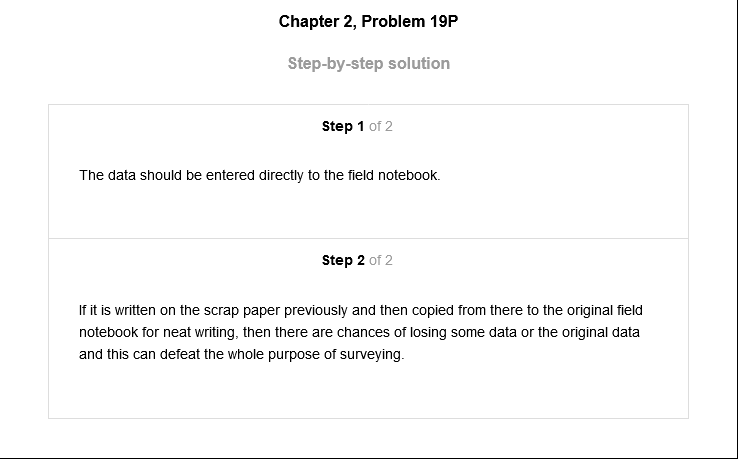 Chapter 2, Problem 19P
Step-by-step solution
Step 1 of 2
The data should be entered directly to the field notebook.
Step 2 of 2
If it is written on the scrap paper previously and then copied from there to the original field
notebook for neat writing, then there are chances of losing some data or the original data
and this can defeat the whole purpose of surveying.